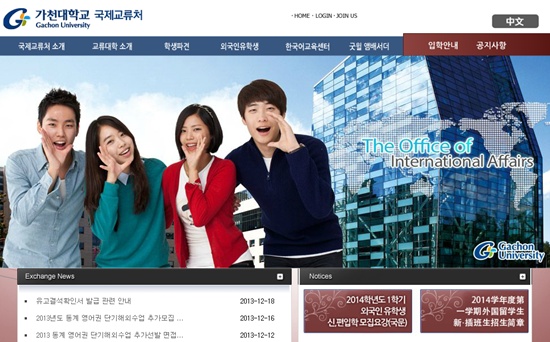 가천대학교 국제교류처
Gachon University
· HOME · LOGIN · JOIN US
中文
국제교류처 소개 교류대학 소개 학생파견 외국인유학생 한국어교육센터 굿윌 앰배서더 입학안내 공지사항
The Office of
International Affairs
Gachon
University
Exchange News
유고결석확인서 발급 관련 안내 2013-12-18
2013년도 동계 영어권 단기해외수업 추가모집 ... 2013-12-16
2013 동계 영어권 단기해외수업 추가선발 면접... 2013-12-12
Notices
2014학년도 1학기
외국인 유학생
신.편입학 모집요강(국문)
2014学年度第
一学期外国留学生
新·插班生招生简章